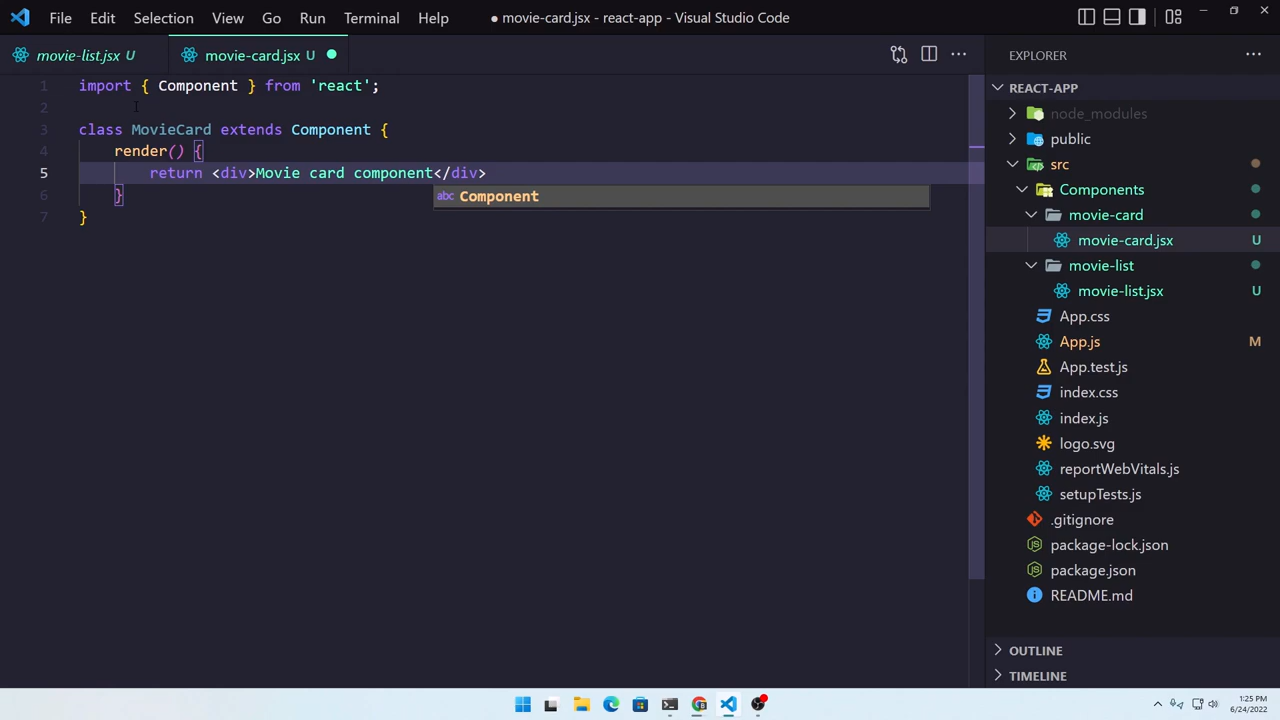 File Edit Selection View Go Run Terminal Help ● movie-card.jsx - react-app - Visual Studio Code
movie-list.jsx U movie-card.jsx U
1 import { Component } from 'react';
2
3 class MovieCard extends Component {
4 render() {
5 return <div>Movie card component</div>
abc Component
6 }
7 }
EXPLORER
REACT-APP
node_modules
public
src
Components
movie-card
movie-card.jsx U
movie-list
movie-list.jsx U
App.css
App.js M
App.test.js
index.css
index.js
logo.svg
reportWebVitals.js
setupTests.js
.gitignore
package-lock.json
package.json
README.md
OUTLINE
TIMELINE
1:25 PM
6/24/2022